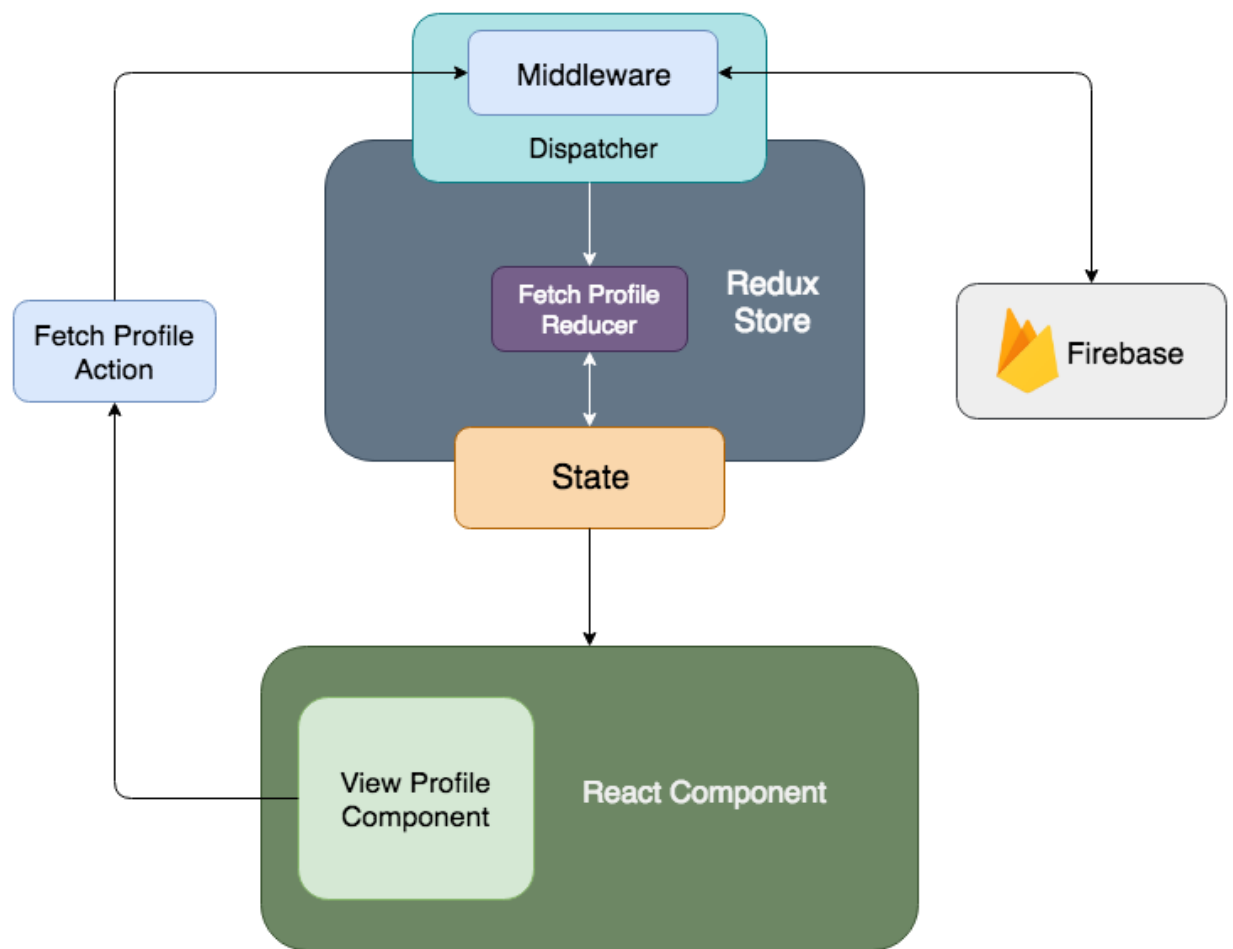 Middleware
Dispatcher
Redux
Store
Fetch Profile
Reducer
Fetch Profile
Action
Firebase
State
View Profile
Component
React Component